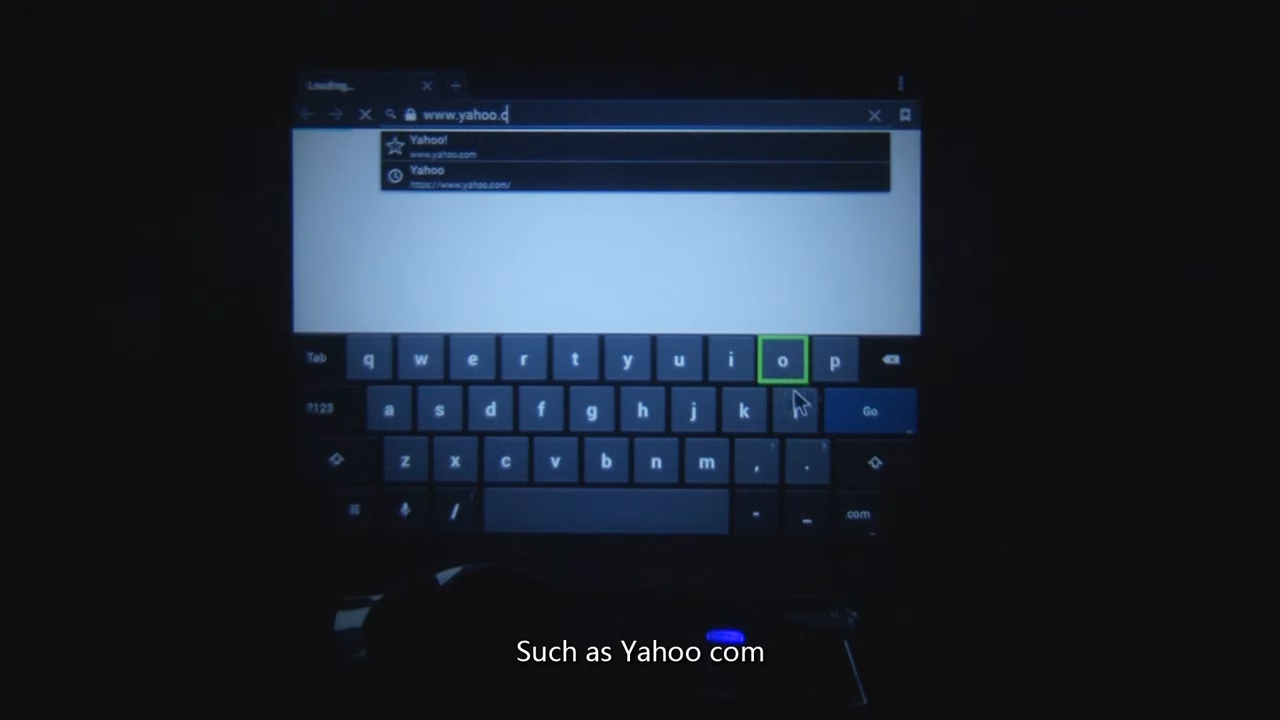 Loading...
www.yahoo.c
Yahoo!
www.yahoo.com
Yahoo
https://www.yahoo.com/
Tab q w e r t y u i o p
?123 a s d f g h j k l Go
z x c v b n m , ! . ?
/ - _ .com
Such as Yahoo com